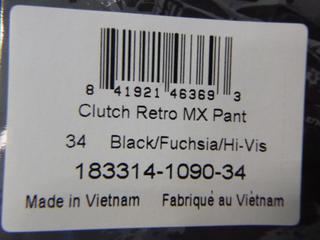 8 41921 46369 3
Clutch Retro MX Pant
34 Black/Fuchsia/Hi-Vis
183314-1090-34
Made in Vietnam Fabriqué au Viêtnam